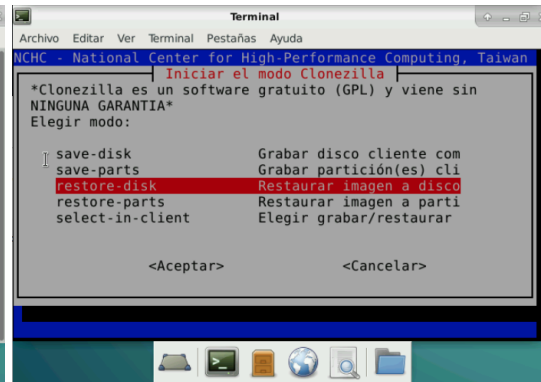 Terminal
Archivo Editar Ver Terminal Pestañas Ayuda
NCHC - National Center for High-Performance Computing, Taiwan
Iniciar el modo Clonezilla
*Clonezilla es un software gratuito (GPL) y viene sin
NINGUNA GARANTIA*
Elegir modo:
save-disk Grabar disco cliente com
save-parts Grabar partición(es) cli
restore-disk Restaurar imagen a disco
restore-parts Restaurar imagen a parti
select-in-client Elegir grabar/restaurar
<Aceptar> <Cancelar>